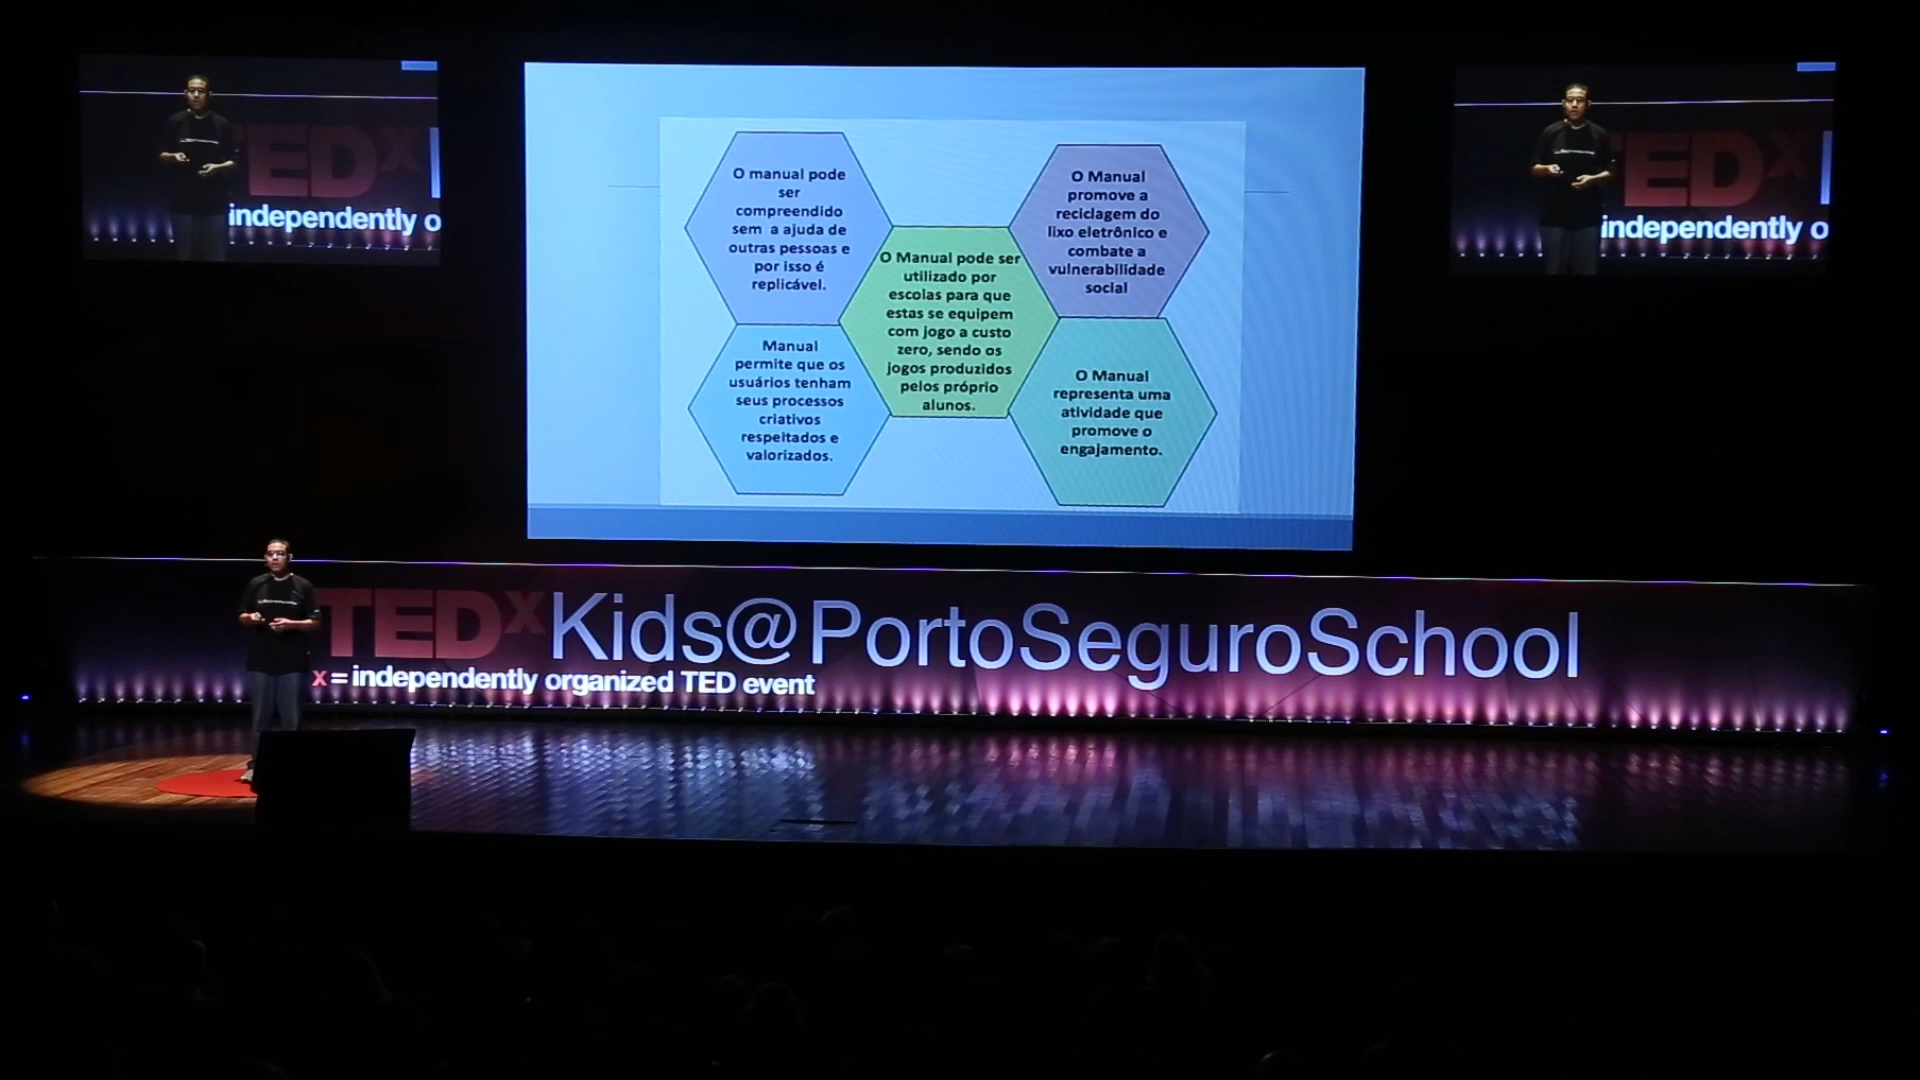 O manual pode
ser
compreendido
sem a ajuda de
outras pessoas e
por isso é
replicável.
O Manual
promove a
reciclagem do
lixo eletrônico e
combate a
vulnerabilidade
social
O Manual pode ser
utilizado por
escolas para que
estas se equipem
com jogo a custo
zero, sendo os
jogos produzidos
pelos próprio
alunos.
Manual
permite que os
usuários tenham
seus processos
criativos
respeitados e
valorizados.
O Manual
representa uma
atividade que
promove o
engajamento.
TEDx
independently o
TEDx
independently o
TEDxKids@PortoSeguroSchool
x = independently organized TED event